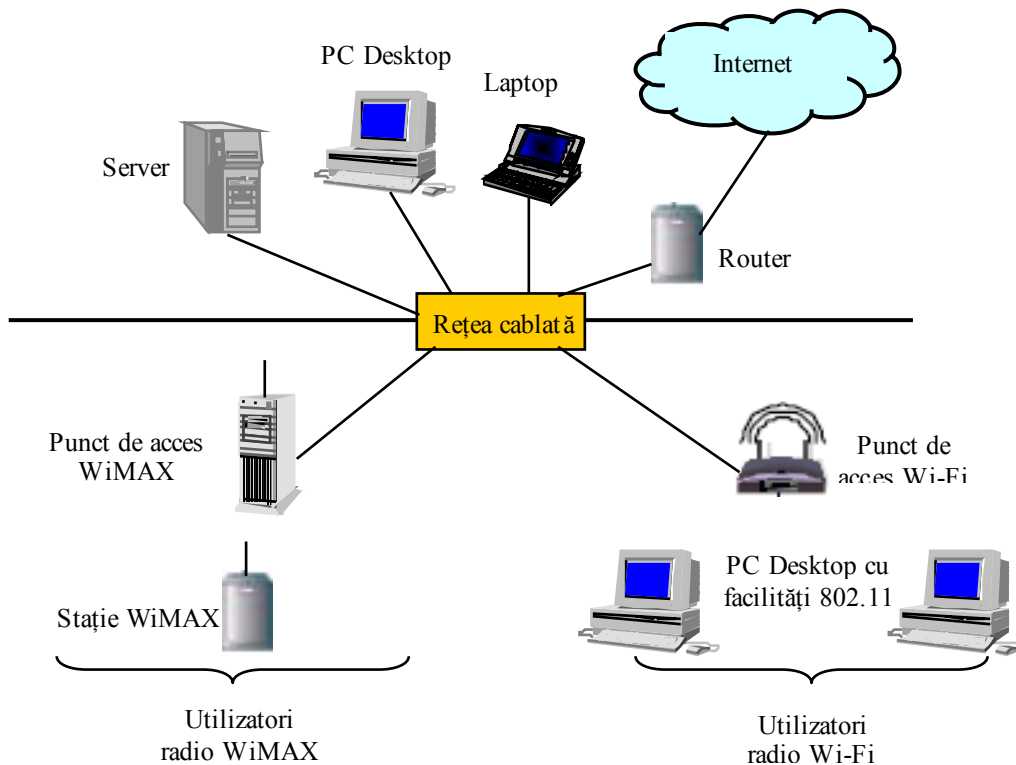 PC Desktop
Internet
Laptop
Server
Router
Rețea cablată
Punct de acces
WiMAX
Punct de
acces Wi-Fi
PC Desktop cu
facilități 802.11
Stație WiMAX
Utilizatori
radio WiMAX
Utilizatori
radio Wi-Fi